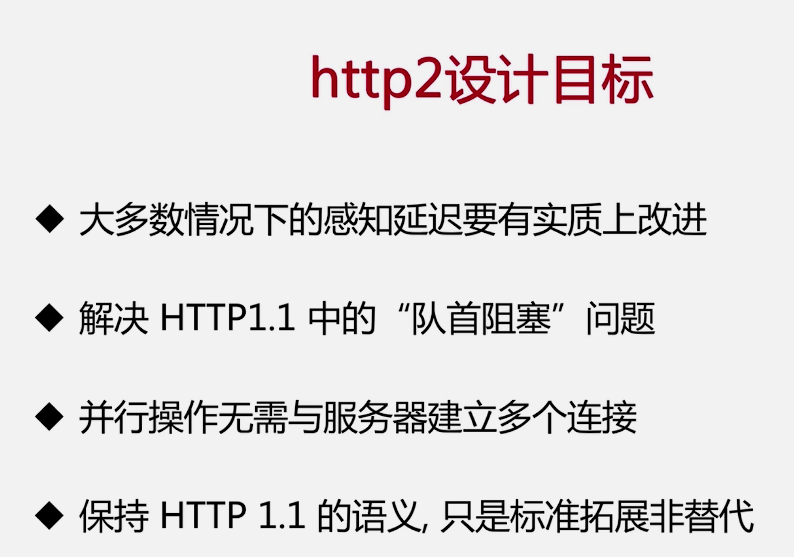 http2设计目标
◆ 大多数情况下的感知延迟要有实质上改进
◆ 解决 HTTP1.1 中的“队首阻塞”问题
◆ 并行操作无需与服务器建立多个连接
◆ 保持 HTTP 1.1 的语义, 只是标准拓展非替代